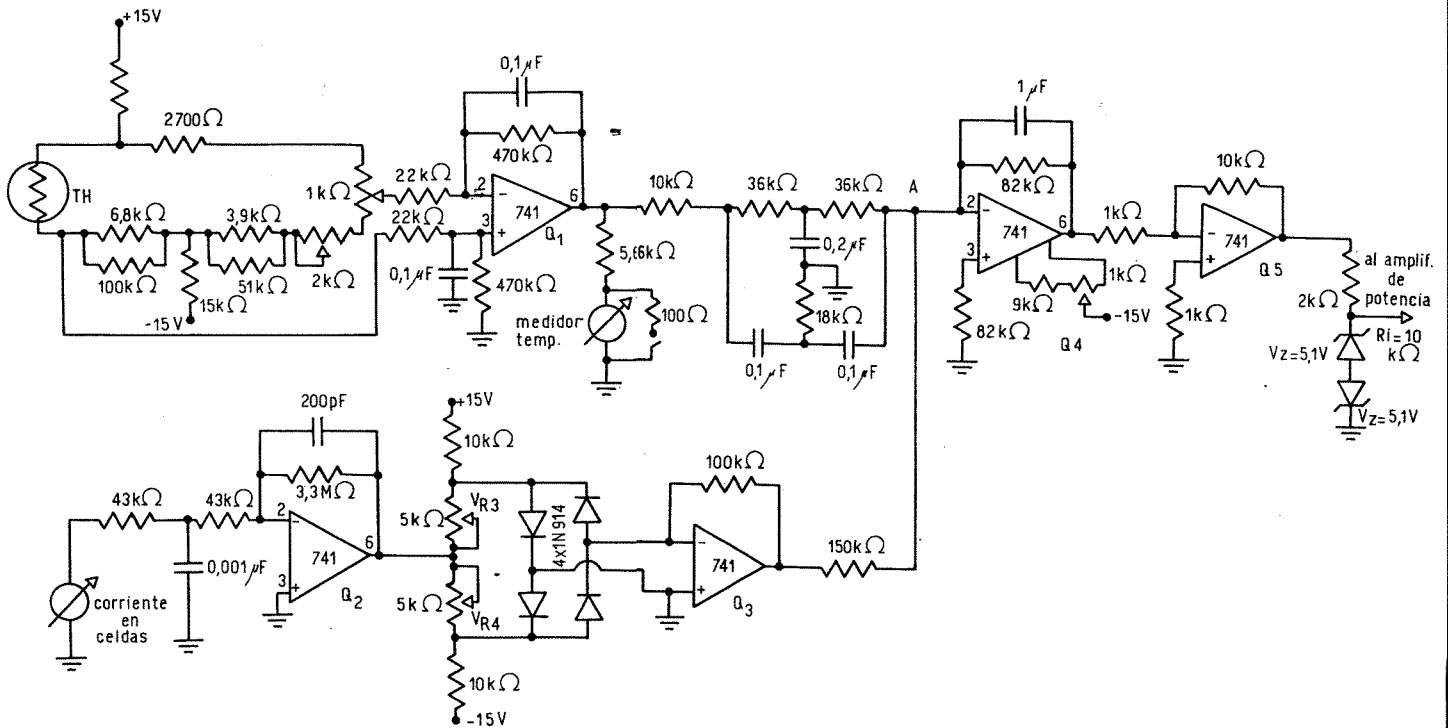 +15V
2700Ω
TH
1kΩ
6,8kΩ
100kΩ
3,9kΩ
51kΩ
2kΩ
15kΩ
-15V
22kΩ
22kΩ
0,1μF
470kΩ
2
-
3
+
741
6
Q1
0,1μF
470kΩ
5,6kΩ
medidor
temp.
100Ω
10kΩ
36kΩ
36kΩ
A
0,2μF
18kΩ
0,1μF
0,1μF
1μF
82kΩ
2
-
3
+
741
6
1kΩ
9kΩ
-15V
82kΩ
Q4
1kΩ
10kΩ
-
+
741
Q5
1kΩ
2kΩ
al amplif.
de
potencia
Ri=10
kΩ
Vz=5,1V
Vz=5,1V
200pF
3,3MΩ
43kΩ
43kΩ
0,001μF
corriente
en
celdas
2
-
3
+
741
6
Q2
+15V
10kΩ
5kΩ
VR3
5kΩ
VR4
10kΩ
-15V
4x1N914
100kΩ
-
+
741
Q3
150kΩ